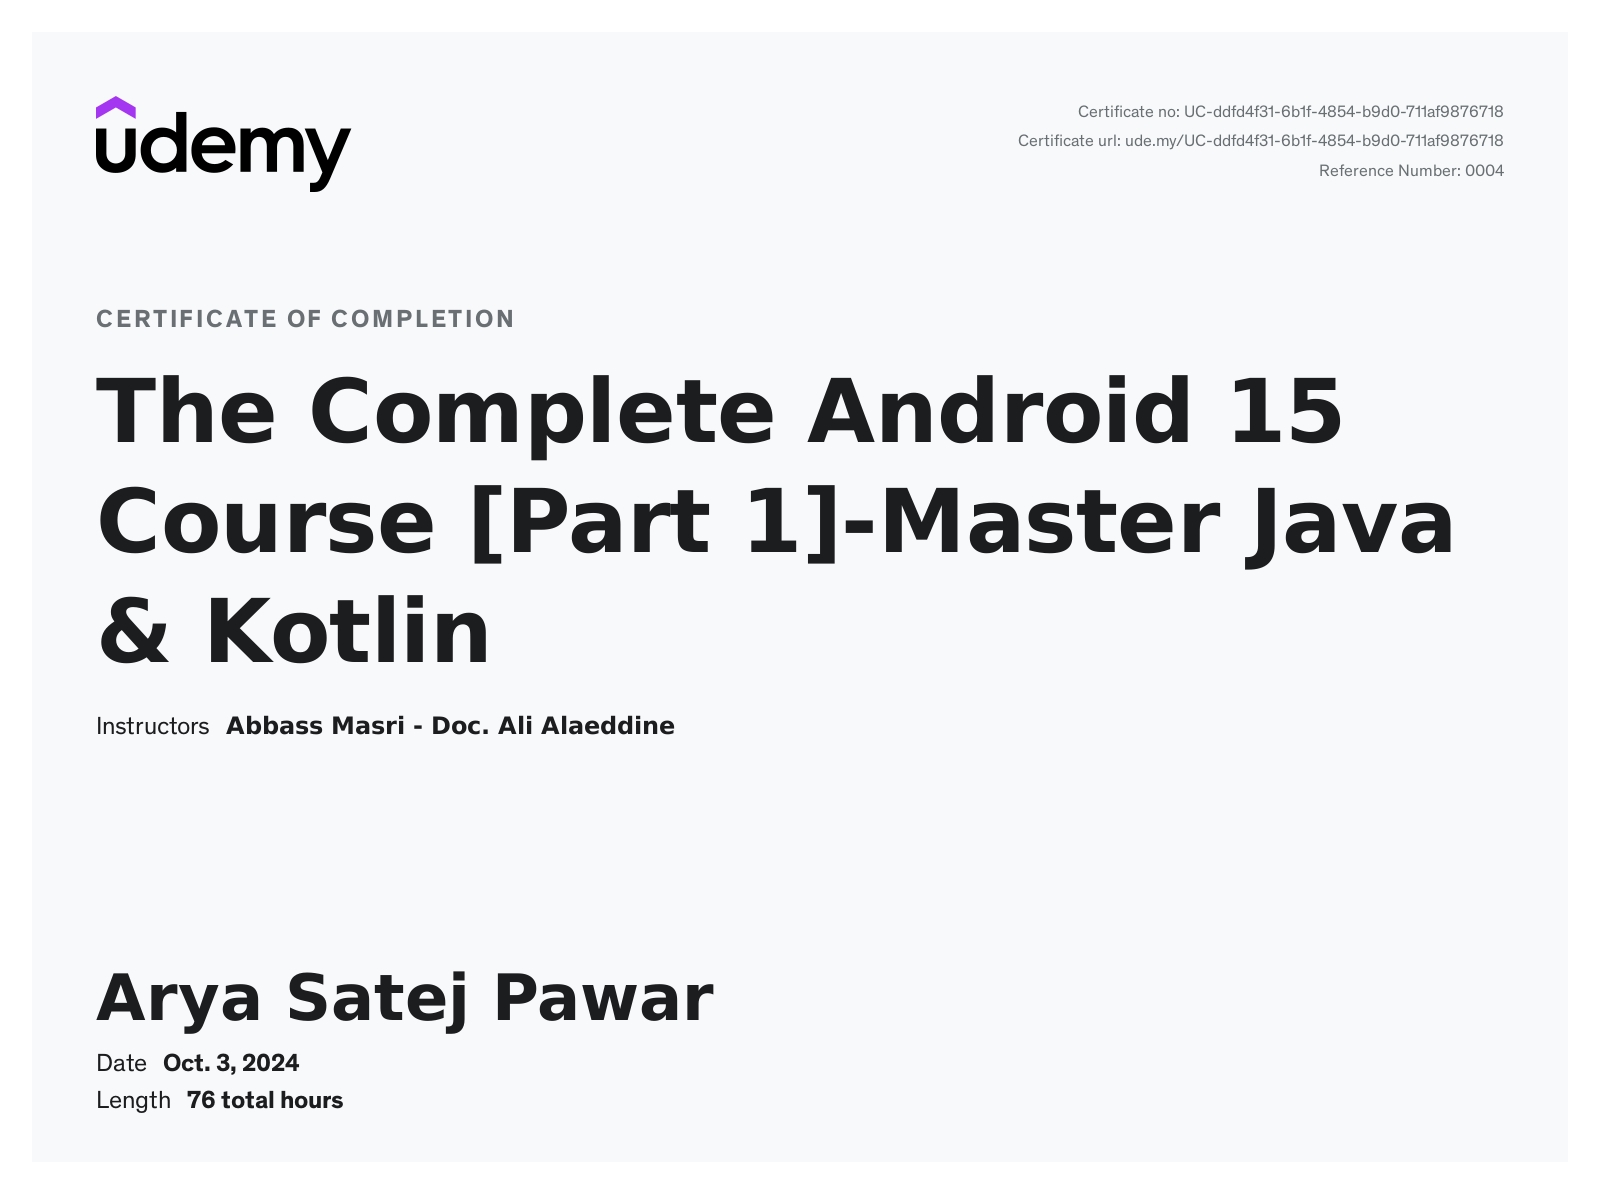 udemy
Certificate no: UC-ddfd4f31-6b1f-4854-b9d0-711af9876718
Certificate url: ude.my/UC-ddfd4f31-6b1f-4854-b9d0-711af9876718
Reference Number: 0004
CERTIFICATE OF COMPLETION
The Complete Android 15
Course [Part 1]-Master Java
& Kotlin
Instructors Abbass Masri - Doc. Ali Alaeddine
Arya Satej Pawar
Date Oct. 3, 2024
Length 76 total hours